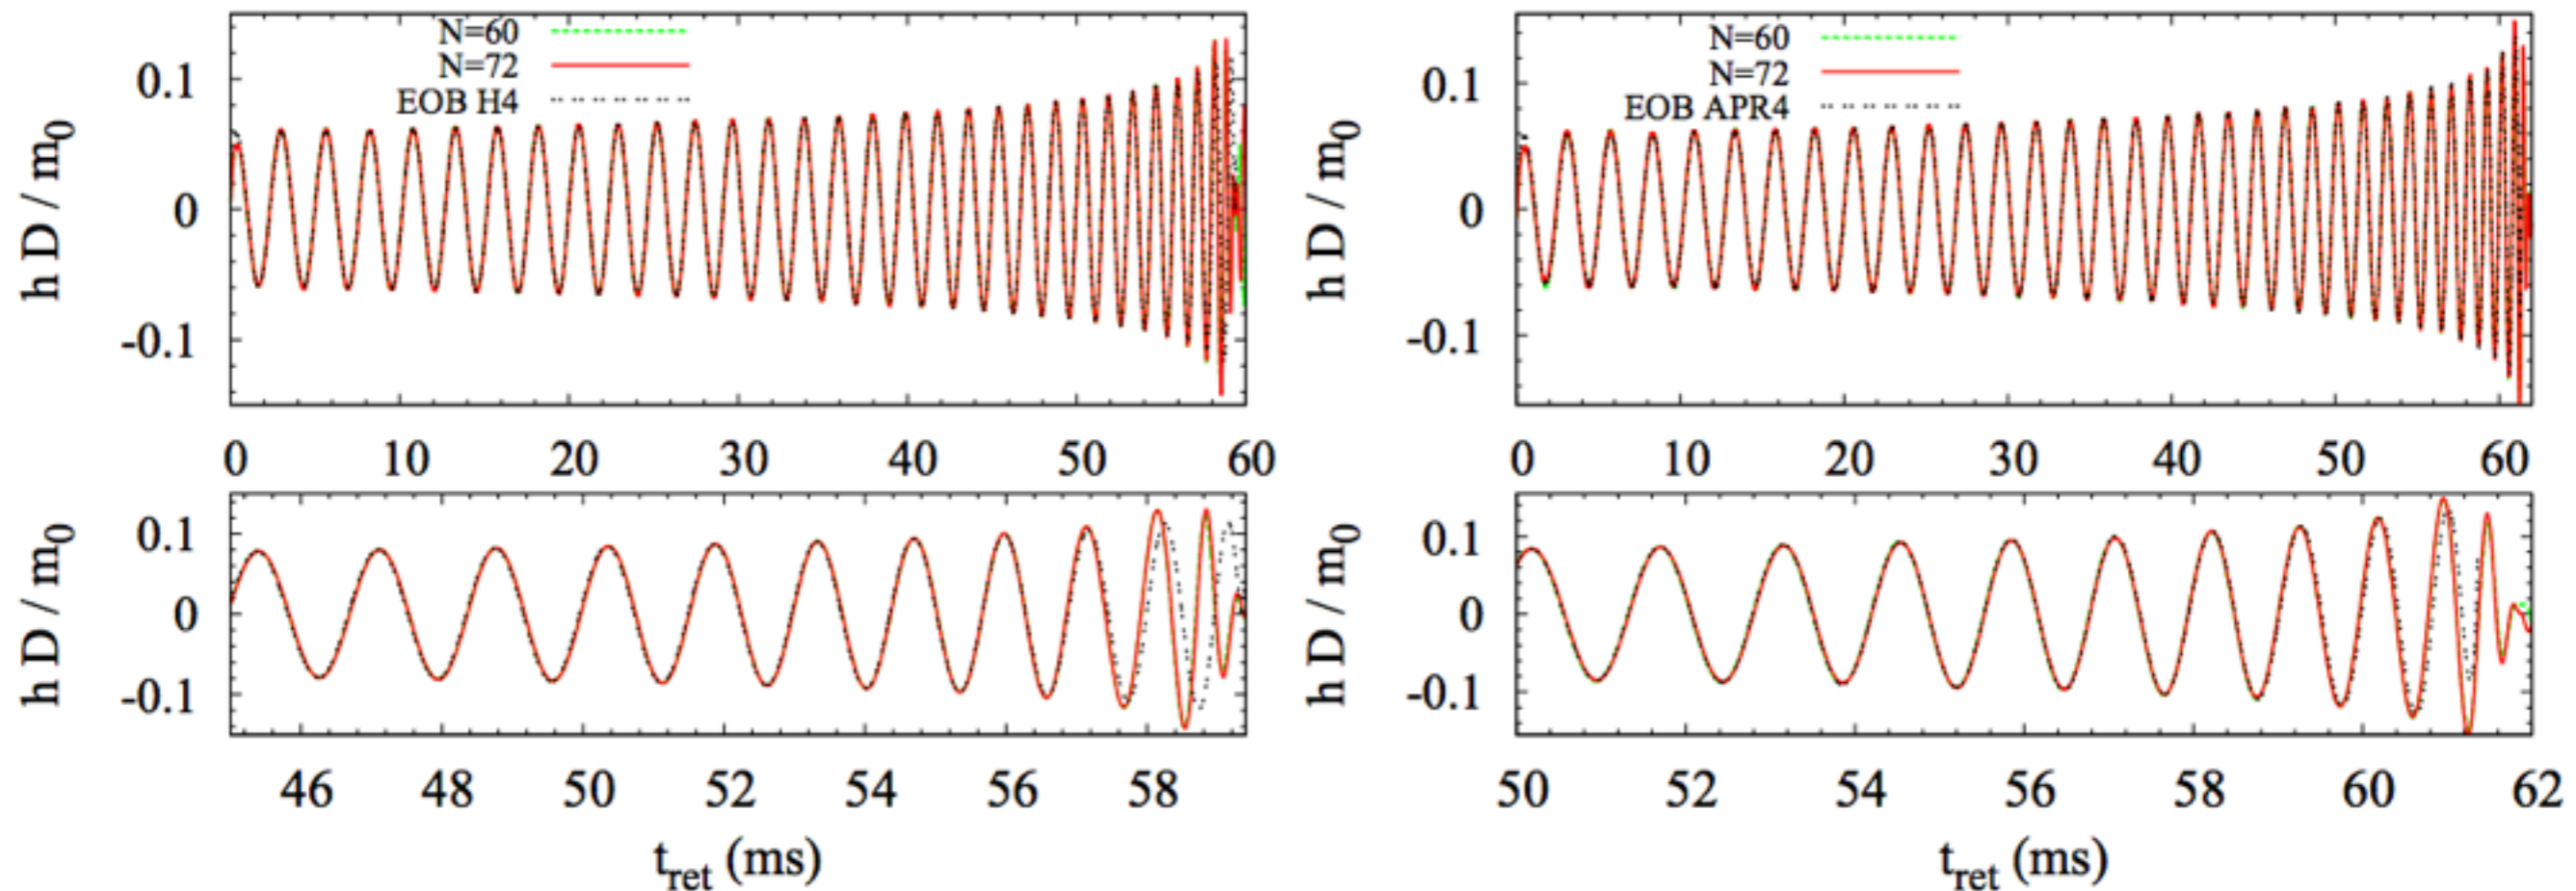 N=60
N=72
EOB H4
h D / m0
0.1
0
-0.1
0 10 20 30 40 50 60
h D / m0
0.1
0
-0.1
46 48 50 52 54 56 58
tret (ms)
N=60
N=72
EOB APR4
h D / m0
0.1
0
-0.1
0 10 20 30 40 50 60
h D / m0
0.1
0
-0.1
50 52 54 56 58 60 62
tret (ms)